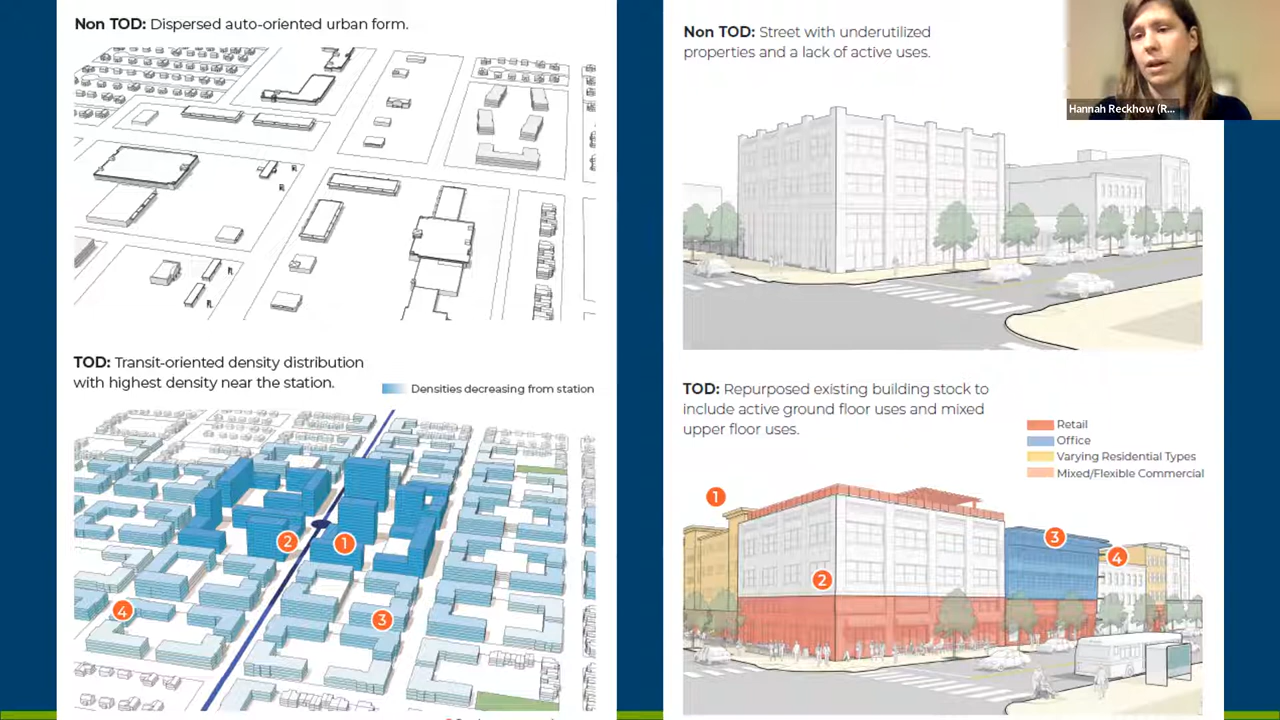 Non TOD: Dispersed auto-oriented urban form.
TOD: Transit-oriented density distribution
with highest density near the station.
Densities decreasing from station
2
1
4
3
Non TOD: Street with underutilized
properties and a lack of active uses.
Hannah Reckhow (R...
TOD: Repurposed existing building stock to
include active ground floor uses and mixed
upper floor uses.
Retail
Office
Varying Residential Types
Mixed/Flexible Commercial
1
2
3
4